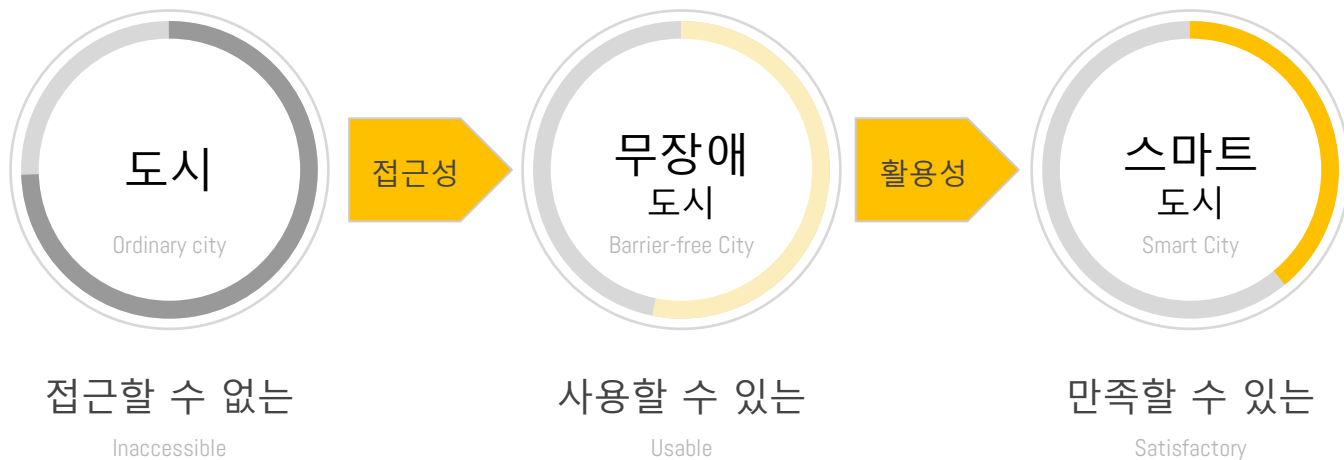 도시
Ordinary city
접근성
무장애
도시
Barrier-free City
활용성
스마트
도시
Smart City
접근할 수 없는
Inaccessible
사용할 수 있는
Usable
만족할 수 있는
Satisfactory